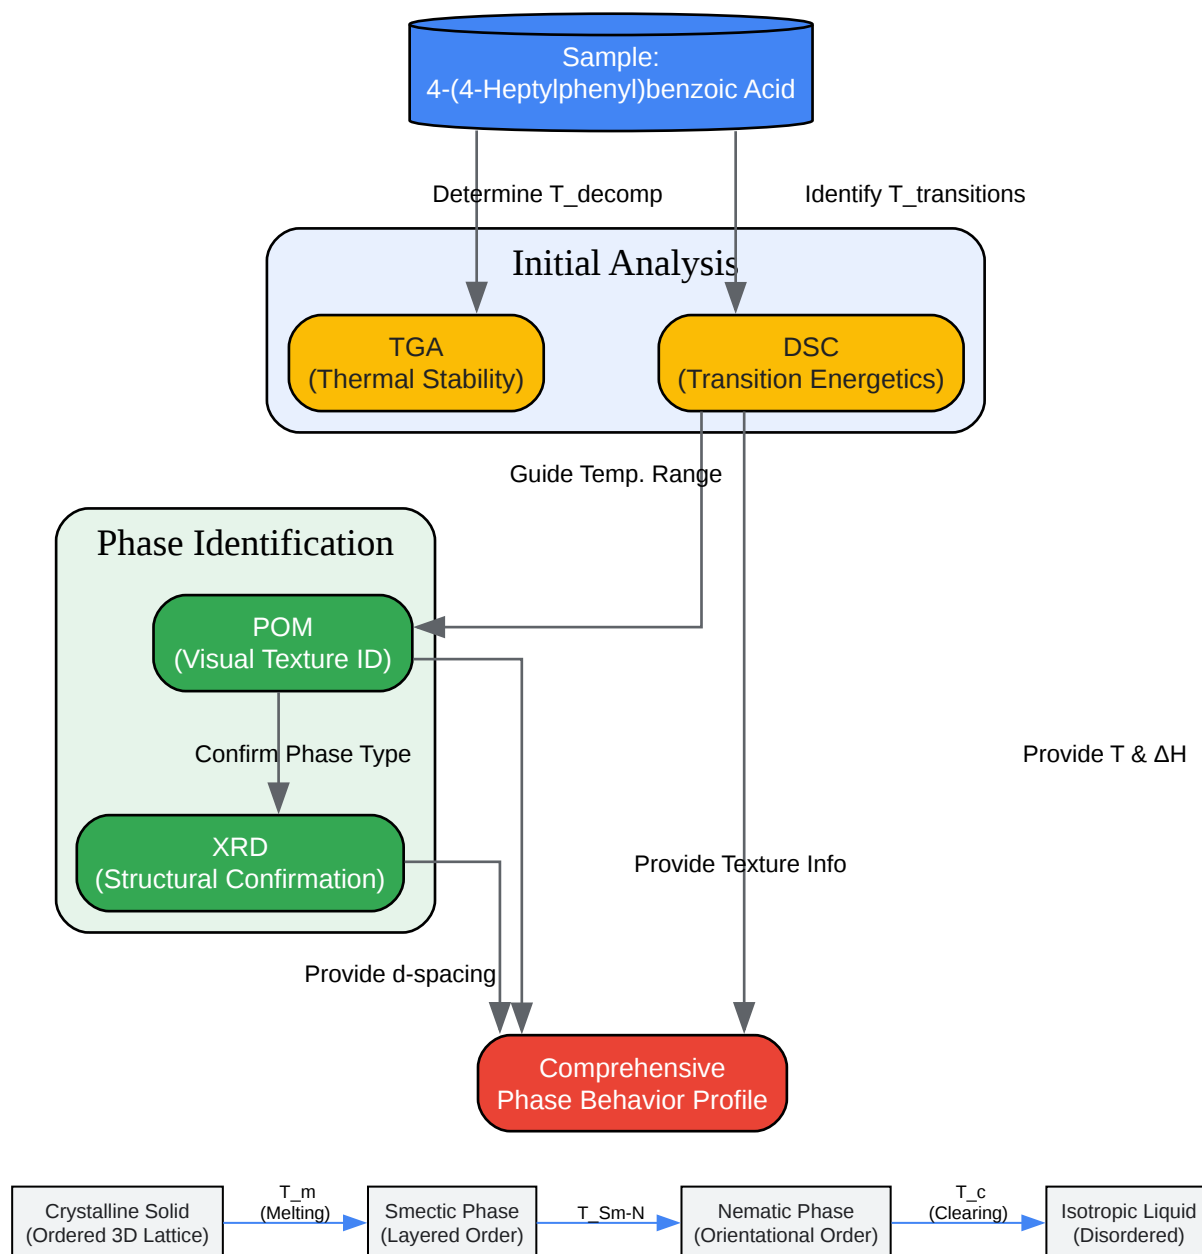 Sample:
4-(4-Heptylphenyl)benzoic Acid
Determine T_decomp
Identify T_transitions
Initial Analysis
TGA
(Thermal Stability)
DSC
(Transition Energetics)
Guide Temp. Range
Phase Identification
POM
(Visual Texture ID)
Confirm Phase Type
Provide T & ΔH
XRD
(Structural Confirmation)
Provide Texture Info
Provide d-spacing
Comprehensive
Phase Behavior Profile
Crystalline Solid
(Ordered 3D Lattice)
T_m
(Melting)
Smectic Phase
(Layered Order)
T_Sm-N
Nematic Phase
(Orientational Order)
T_c
(Clearing)
Isotropic Liquid
(Disordered)